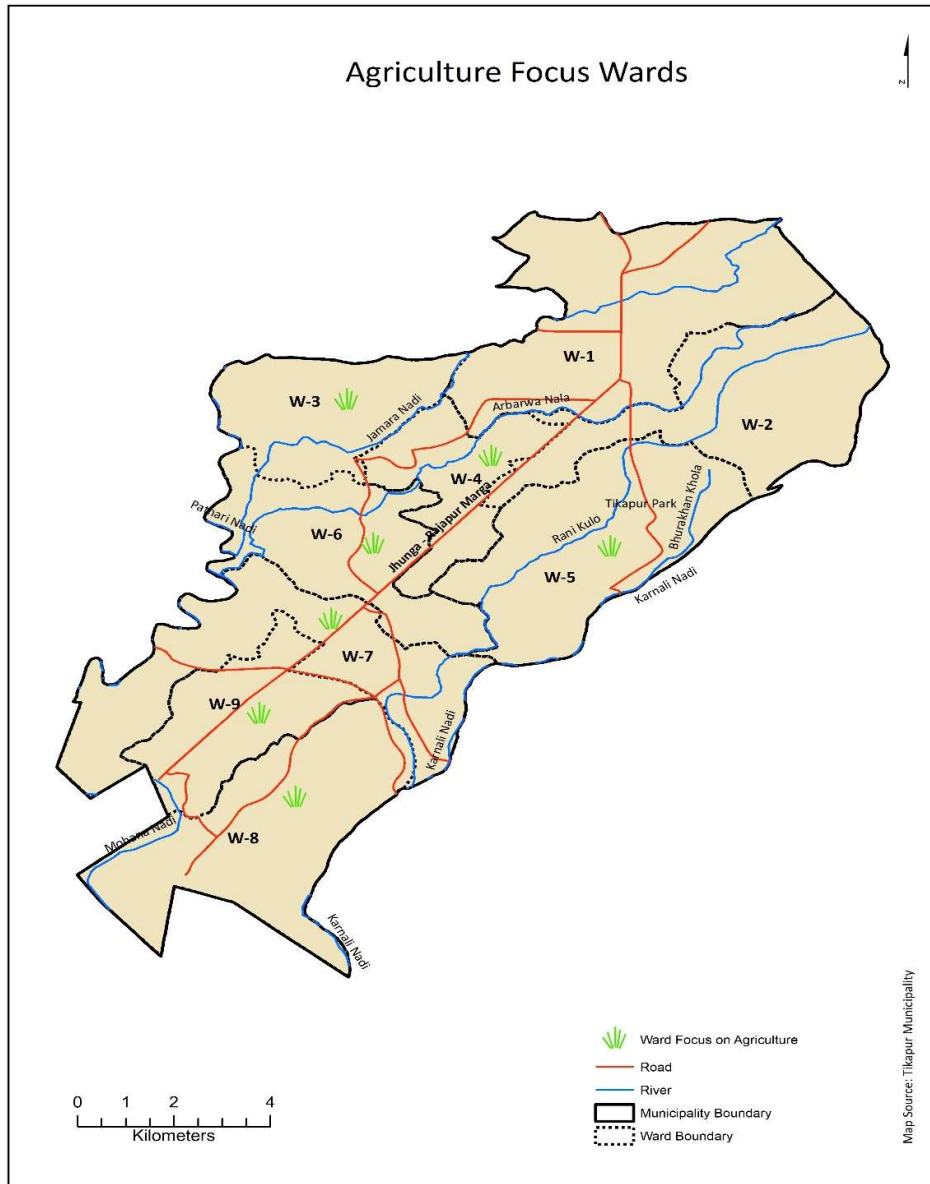 Agriculture Focus Wards
z
W-1
W-3
Jamara Nadi
Arbarwa Nala
W-2
W-4
Jhunga - Rajapur Marga
Tikapur Park
Bhurakhan Khola
Pathari Nadi
W-6
Rani Kulo
W-5
Karnali Nadi
W-7
W-9
Karnali Nadi
Mohana Nadi
W-8
Karnali Nadi
Ward Focus on Agriculture
Road
River
Municipality Boundary
Ward Boundary
0 1 2 4
Kilometers
Map Source: Tikapur Municipality